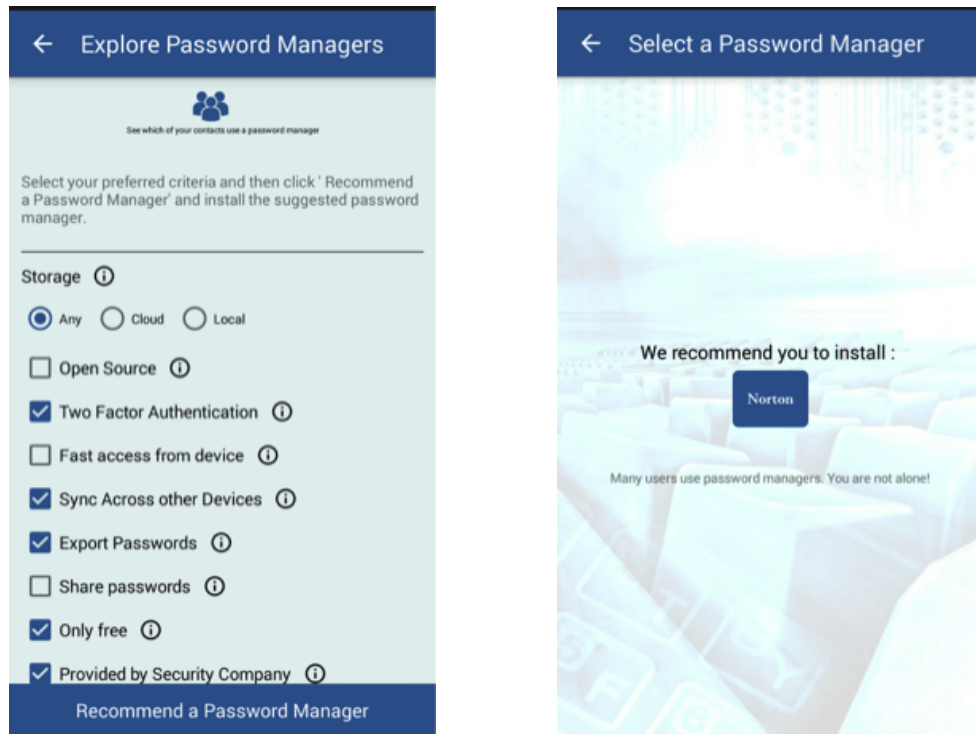 Explore Password Managers
See which of your contacts use a password manager
Select your preferred criteria and then click ' Recommend
a Password Manager' and install the suggested password
manager.
Storage
Any
Cloud
Local
Open Source
Two Factor Authentication
Fast access from device
Sync Across other Devices
Export Passwords
Share passwords
Only free
Provided by Security Company
Recommend a Password Manager
Select a Password Manager
We recommend you to install :
Norton
Many users use password managers. You are not alone!